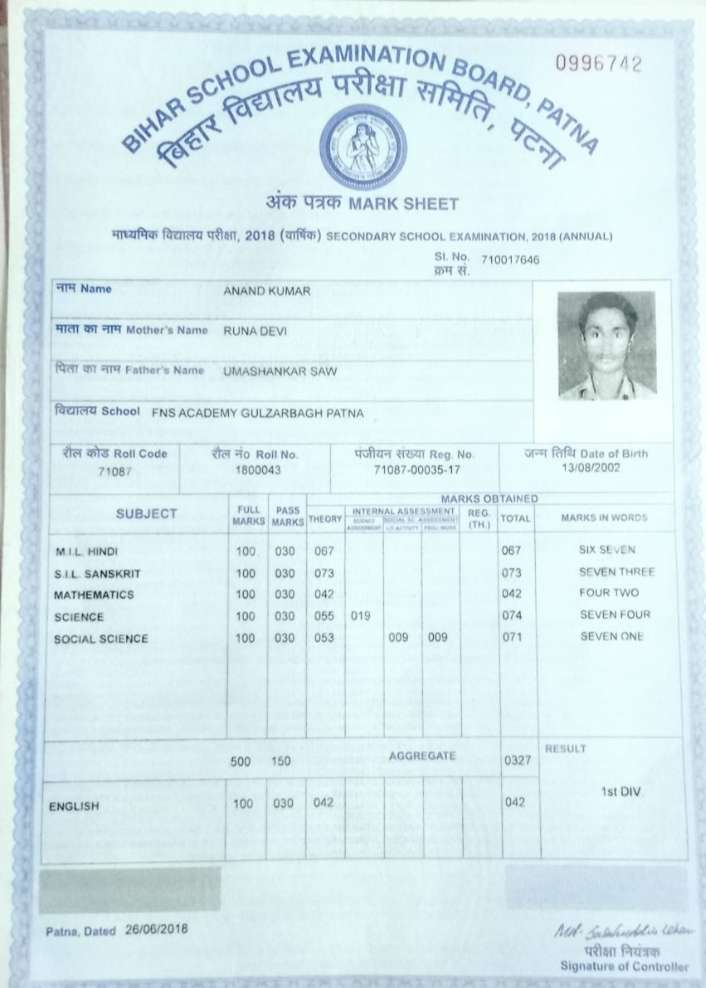 0996742
BIHAR SCHOOL EXAMINATION BOARD, PATNA
बिहार विद्यालय परीक्षा समिति, पटना
अंक पत्रक MARK SHEET
माध्यमिक विद्यालय परीक्षा, 2018 (वार्षिक) SECONDARY SCHOOL EXAMINATION, 2018 (ANNUAL)
Sl. No. 710017646
क्रम सं.
नाम Name ANAND KUMAR
माता का नाम Mother's Name RUNA DEVI
पिता का नाम Father's Name UMASHANKAR SAW
विद्यालय School FNS ACADEMY GULZARBAGH PATNA
रौल कोड Roll Code रौल नंo Roll No. पंजीयन संख्या Reg. No. जन्म तिथि Date of Birth
71087 1800043 71087-00035-17 13/08/2002
MARKS OBTAINED
SUBJECT FULL MARKS PASS MARKS THEORY INTERNAL ASSESSMENT REG. (TH.) TOTAL MARKS IN WORDS
M.I.L. HINDI 100 030 067 067 SIX SEVEN
S.I.L. SANSKRIT 100 030 073 073 SEVEN THREE
MATHEMATICS 100 030 042 042 FOUR TWO
SCIENCE 100 030 055 019 074 SEVEN FOUR
SOCIAL SCIENCE 100 030 053 009 009 071 SEVEN ONE
500 150 AGGREGATE 0327 RESULT
1st DIV
ENGLISH 100 030 042 042
Patna, Dated 26/06/2018
परीक्षा नियंत्रक
Signature of Controller